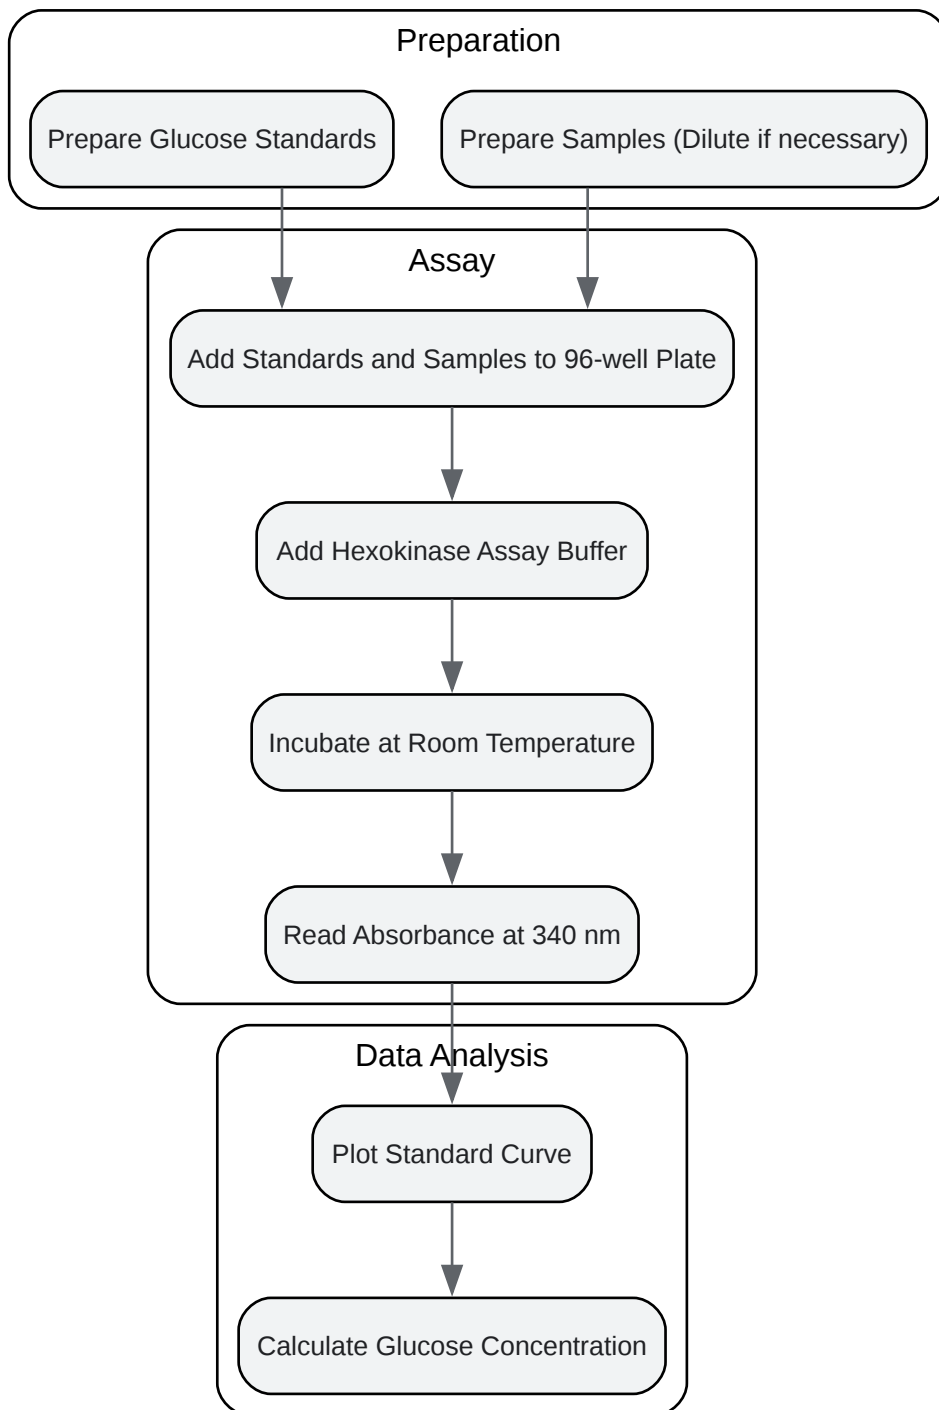 Preparation
Prepare Glucose Standards
Prepare Samples (Dilute if necessary)
Assay
Add Standards and Samples to 96-well Plate
Add Hexokinase Assay Buffer
Incubate at Room Temperature
Read Absorbance at 340 nm
Data Analysis
Plot Standard Curve
Calculate Glucose Concentration